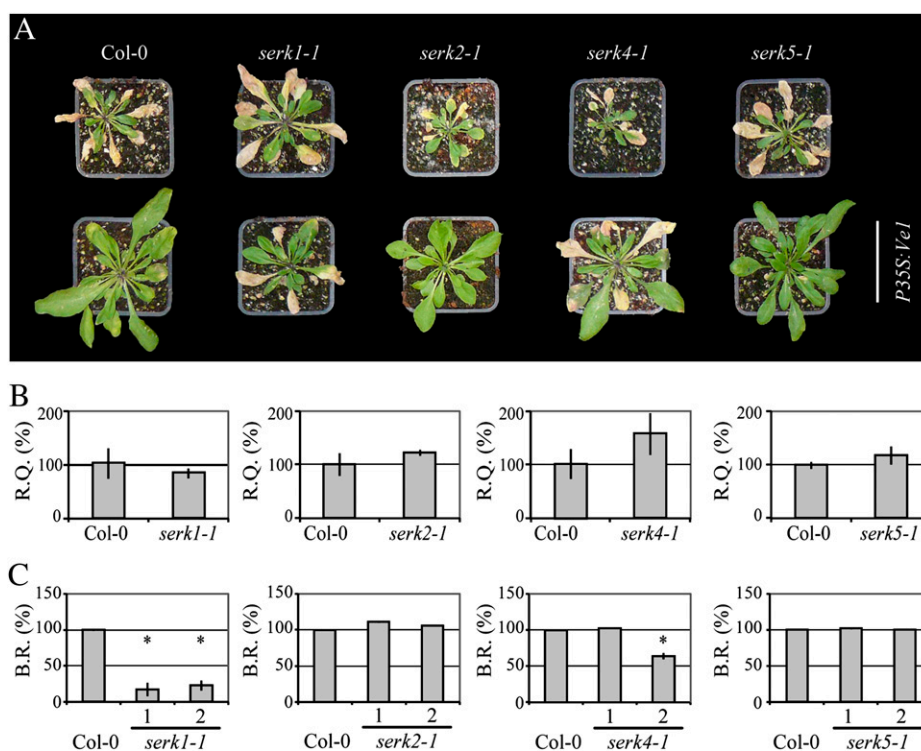 A
Col-0 serk1-1 serk2-1 serk4-1 serk5-1
P35S:Ve1
B
R.Q. (%) 200 100 0 Col-0 serk1-1
R.Q. (%) 200 100 0 Col-0 serk2-1
R.Q. (%) 200 100 0 Col-0 serk4-1
R.Q. (%) 200 100 0 Col-0 serk5-1
C
B.R. (%) 150 100 50 0 * * Col-0 1 2 serk1-1
B.R. (%) 150 100 50 0 Col-0 1 2 serk2-1
B.R. (%) 150 100 50 0 * Col-0 1 2 serk4-1
B.R. (%) 150 100 50 0 Col-0 1 2 serk5-1